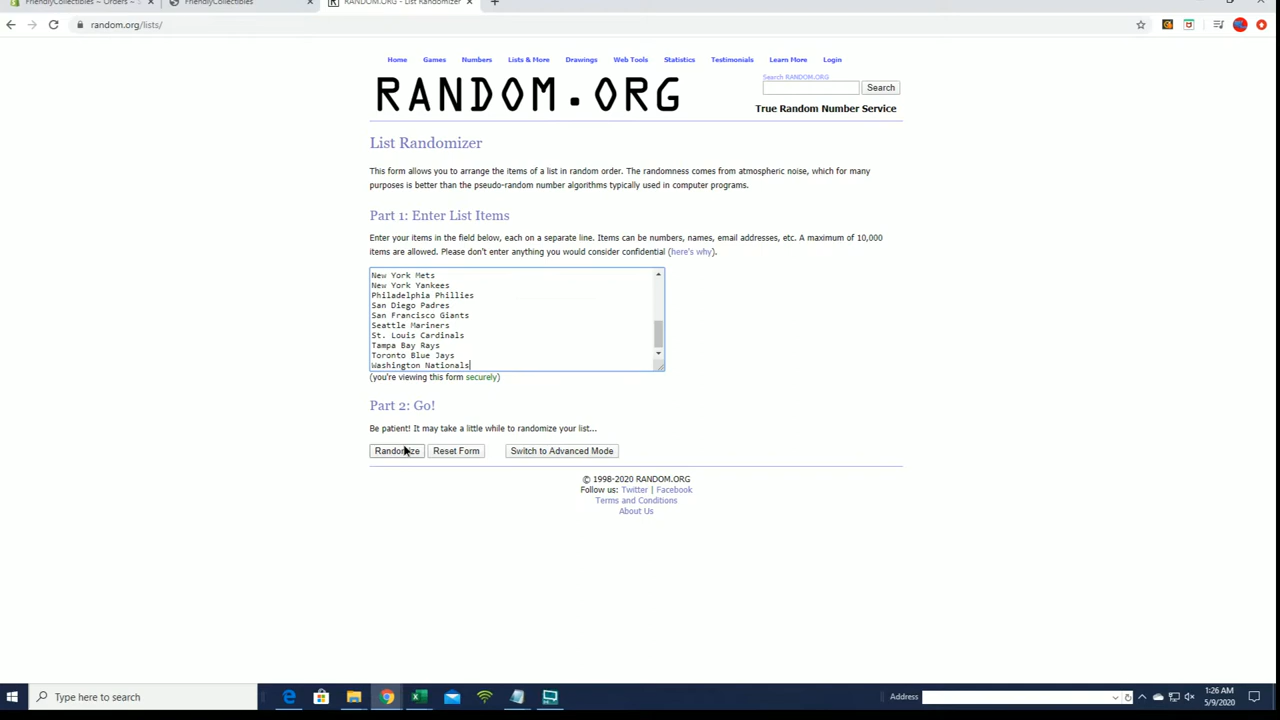 FriendlyCollectibles – Orders –
FriendlyCollectibles
RANDOM.ORG - List Randomizer
random.org/lists/
Home Games Numbers Lists & More Drawings Web Tools Statistics Testimonials Learn More Login
RANDOM.ORG
Search RANDOM.ORG
Search
True Random Number Service
List Randomizer
This form allows you to arrange the items of a list in random order. The randomness comes from atmospheric noise, which for many
purposes is better than the pseudo-random number algorithms typically used in computer programs.
Part 1: Enter List Items
Enter your items in the field below, each on a separate line. Items can be numbers, names, email addresses, etc. A maximum of 10,000
items are allowed. Please don't enter anything you would consider confidential (here's why).
New York Mets
New York Yankees
Philadelphia Phillies
San Diego Padres
San Francisco Giants
Seattle Mariners
St. Louis Cardinals
Tampa Bay Rays
Toronto Blue Jays
Washington Nationals
(you're viewing this form securely)
Part 2: Go!
Be patient! It may take a little while to randomize your list...
Randomize Reset Form Switch to Advanced Mode
© 1998-2020 RANDOM.ORG
Follow us: Twitter | Facebook
Terms and Conditions
About Us
Type here to search
Address
1:26 AM
5/9/2020